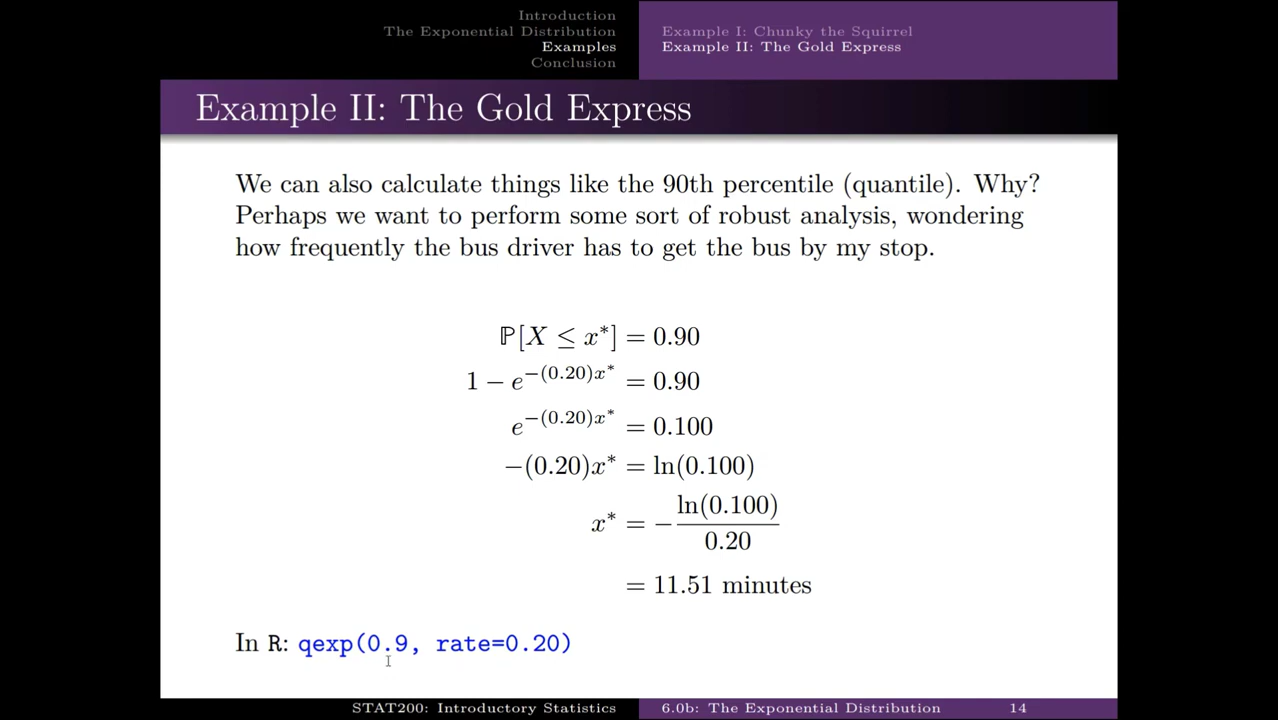 Introduction
The Exponential Distribution
Examples
Conclusion
Example I: Chunky the Squirrel
Example II: The Gold Express
Example II: The Gold Express
We can also calculate things like the 90th percentile (quantile). Why?
Perhaps we want to perform some sort of robust analysis, wondering
how frequently the bus driver has to get the bus by my stop.
ℙ[X ≤ x*] = 0.90
1 − e^−(0.20)x* = 0.90
e^−(0.20)x* = 0.100
−(0.20)x* = ln(0.100)
x* = − ln(0.100) / 0.20
= 11.51 minutes
In R: qexp(0.9, rate=0.20)
STAT200: Introductory Statistics 6.0b: The Exponential Distribution 14